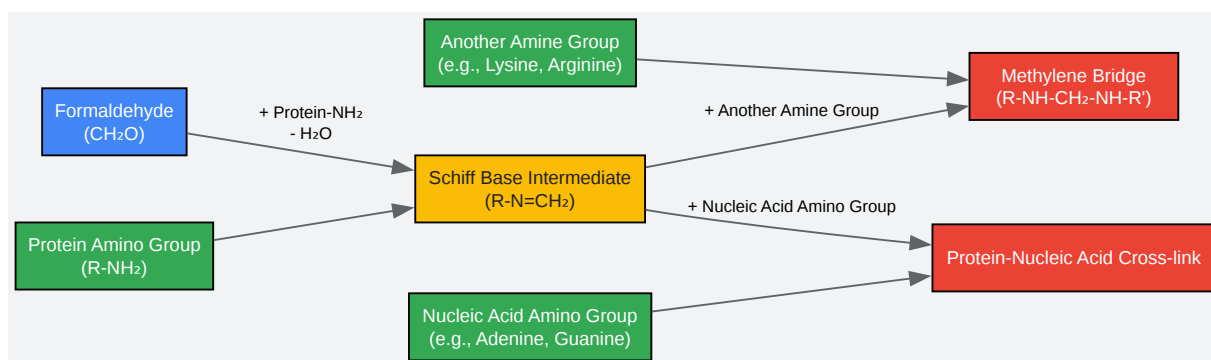 Another Amine Group
(e.g., Lysine, Arginine)
Methylene Bridge
(R-NH-CH₂-NH-R')
Formaldehyde
(CH₂O)
+ Protein-NH₂
- H₂O
+ Another Amine Group
Schiff Base Intermediate
(R-N=CH₂)
+ Nucleic Acid Amino Group
Protein Amino Group
(R-NH₂)
Protein-Nucleic Acid Cross-link
Nucleic Acid Amino Group
(e.g., Adenine, Guanine)